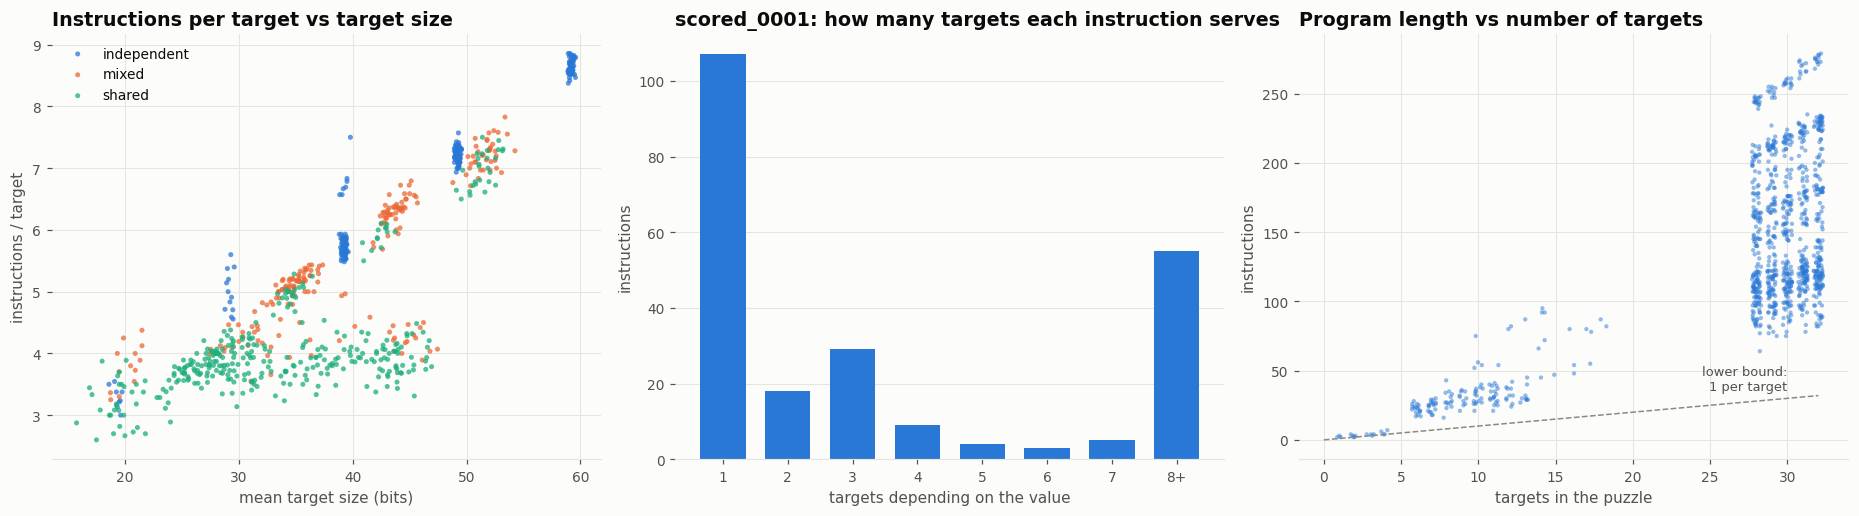 Instructions per target vs target size
9
8
7
6
5
4
3
instructions / target
independent
mixed
shared
20
30
40
50
60
mean target size (bits)
scored_0001: how many targets each instruction serves
100
80
60
40
20
0
instructions
1
2
3
4
5
6
7
8+
targets depending on the value
Program length vs number of targets
250
200
150
100
50
0
instructions
lower bound:
1 per target
0
5
10
15
20
25
30
targets in the puzzle